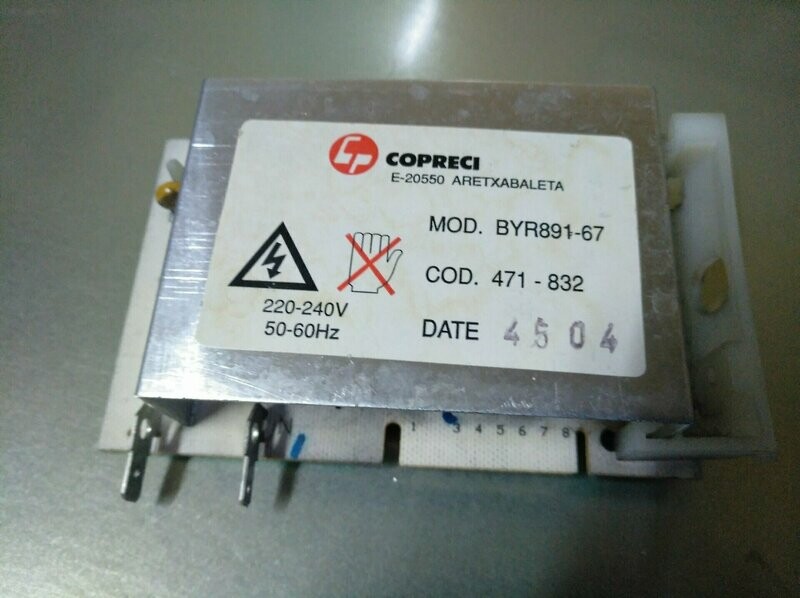 CP COPRECI
E-20550 ARETXABALETA
MOD. BYR891-67
COD. 471 - 832
220-240V
50-60Hz
DATE 4504
N
1 3 4 5 6 7 8